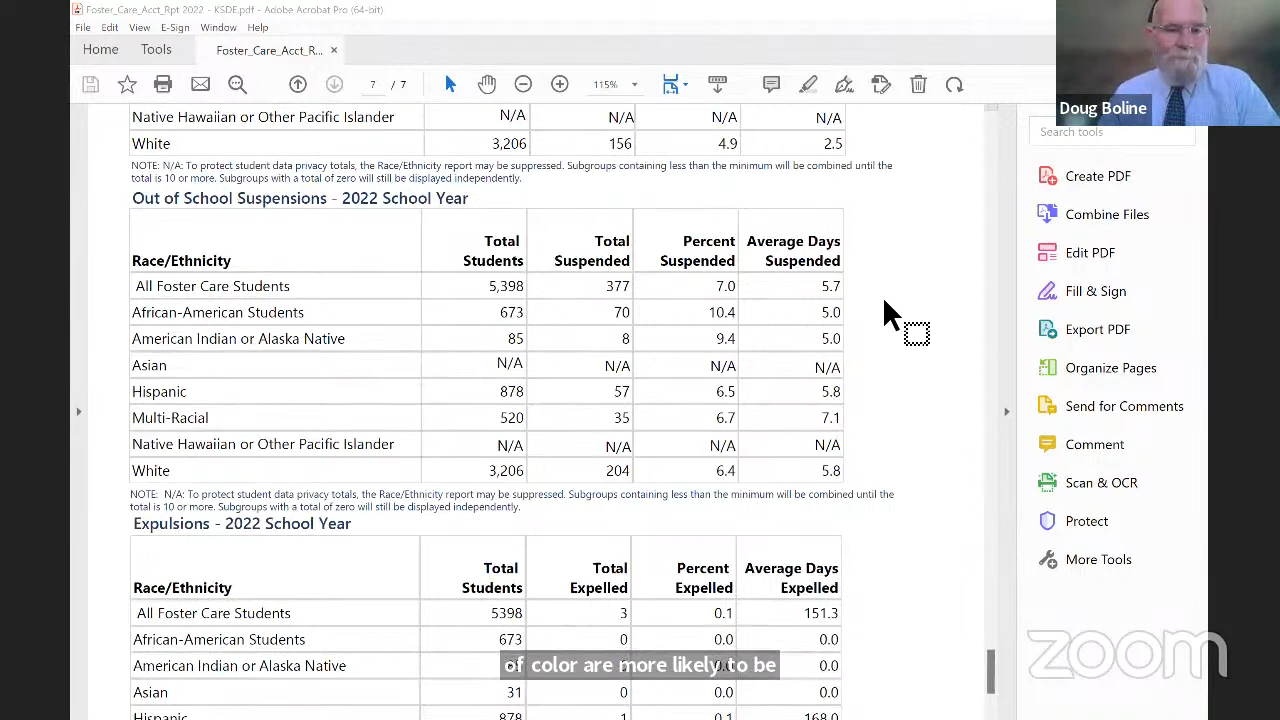 Foster_Care_Acct_Rpt 2022 - KSDE.pdf - Adobe Acrobat Pro (64-bit)
File Edit View E-Sign Window Help
Home Tools Foster_Care_Acct_R... ×
7 / 7 115%
Doug Boline
Search tools
Create PDF
Combine Files
Edit PDF
Fill & Sign
Export PDF
Organize Pages
Send for Comments
Comment
Scan & OCR
Protect
More Tools
Native Hawaiian or Other Pacific Islander N/A N/A N/A N/A
White 3,206 156 4.9 2.5
NOTE: N/A: To protect student data privacy totals, the Race/Ethnicity report may be suppressed. Subgroups containing less than the minimum will be combined until the
total is 10 or more. Subgroups with a total of zero will still be displayed independently.
Out of School Suspensions - 2022 School Year
Race/Ethnicity Total Students Total Suspended Percent Suspended Average Days Suspended
All Foster Care Students 5,398 377 7.0 5.7
African-American Students 673 70 10.4 5.0
American Indian or Alaska Native 85 8 9.4 5.0
Asian N/A N/A N/A N/A
Hispanic 878 57 6.5 5.8
Multi-Racial 520 35 6.7 7.1
Native Hawaiian or Other Pacific Islander N/A N/A N/A N/A
White 3,206 204 6.4 5.8
NOTE: N/A: To protect student data privacy totals, the Race/Ethnicity report may be suppressed. Subgroups containing less than the minimum will be combined until the
total is 10 or more. Subgroups with a total of zero will still be displayed independently.
Expulsions - 2022 School Year
Race/Ethnicity Total Students Total Expelled Percent Expelled Average Days Expelled
All Foster Care Students 5398 3 0.1 151.3
African-American Students 673 0 0.0 0.0
American Indian or Alaska Native 0.0
Asian 31 0 0.0 0.0
Hispanic 878 1 0.1 168.0
of color are more likely to be
zoom